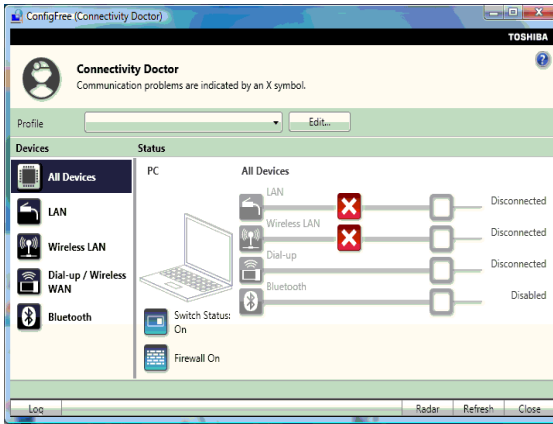 ConfigFree (Connectivity Doctor)
TOSHIBA
Connectivity Doctor
Communication problems are indicated by an X symbol.
Profile
Edit...
Devices
Status
All Devices
LAN
Wireless LAN
Dial-up / Wireless
WAN
Bluetooth
PC
Switch Status:
On
Firewall On
All Devices
LAN
Disconnected
Wireless LAN
Disconnected
Dial-up
Disconnected
Bluetooth
Disabled
Log
Radar
Refresh
Close